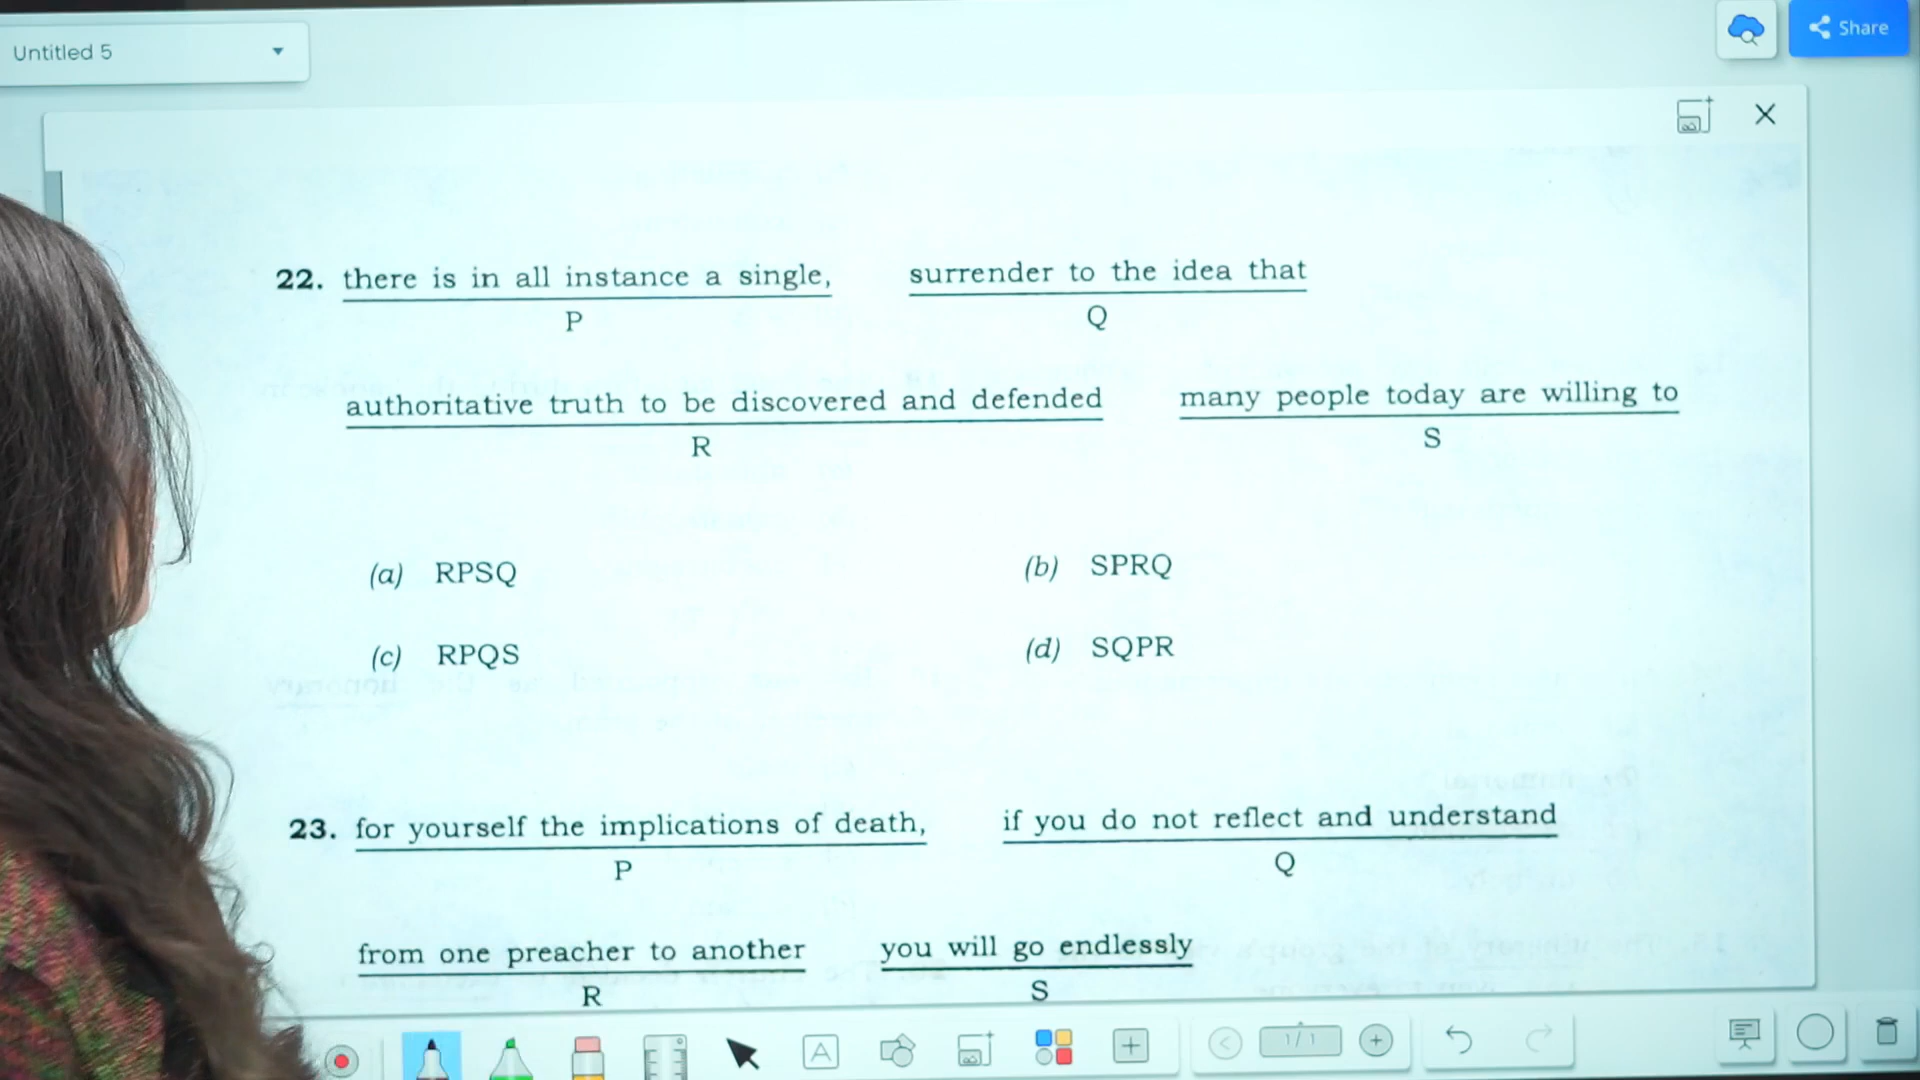 Untitled 5
Share
22. there is in all instance a single, surrender to the idea that
P Q
authoritative truth to be discovered and defended many people today are willing to
R S
(a) RPSQ (b) SPRQ
(c) RPQS (d) SQPR
23. for yourself the implications of death, if you do not reflect and understand
P Q
from one preacher to another you will go endlessly
R S
A
1/1